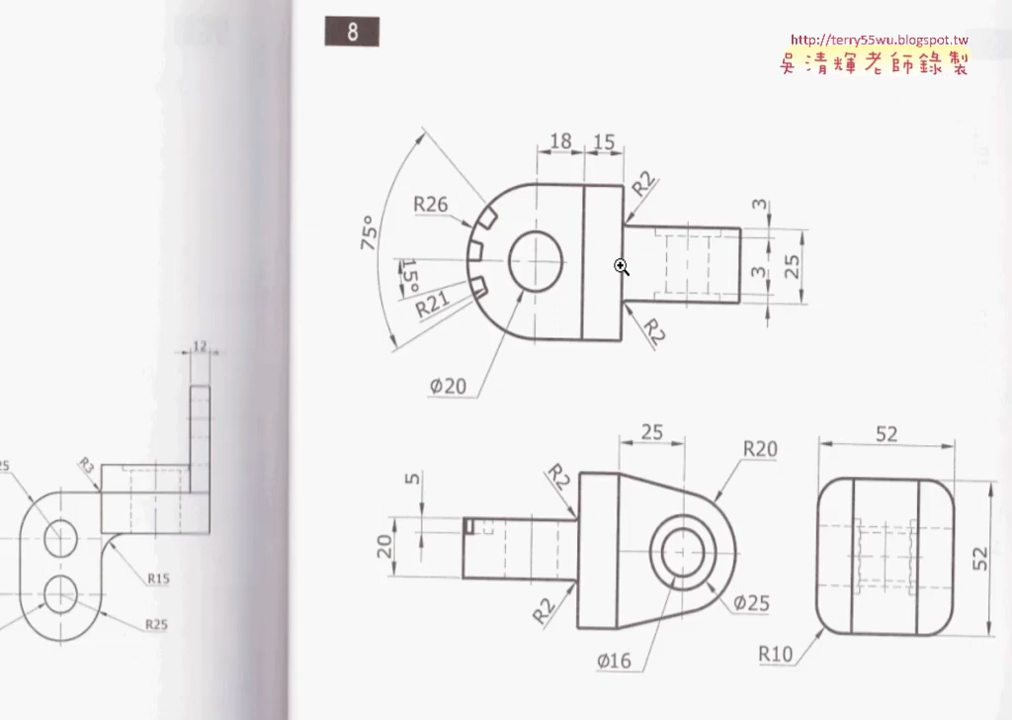 8
http://terry55wu.blogspot.tw
吳清輝老師錄製
18
15
R2
R26
75°
15°
R21
3
3
25
R2
Ø20
12
R3
R15
R25
25
R20
52
R2
5
20
R2
Ø25
Ø16
52
R10